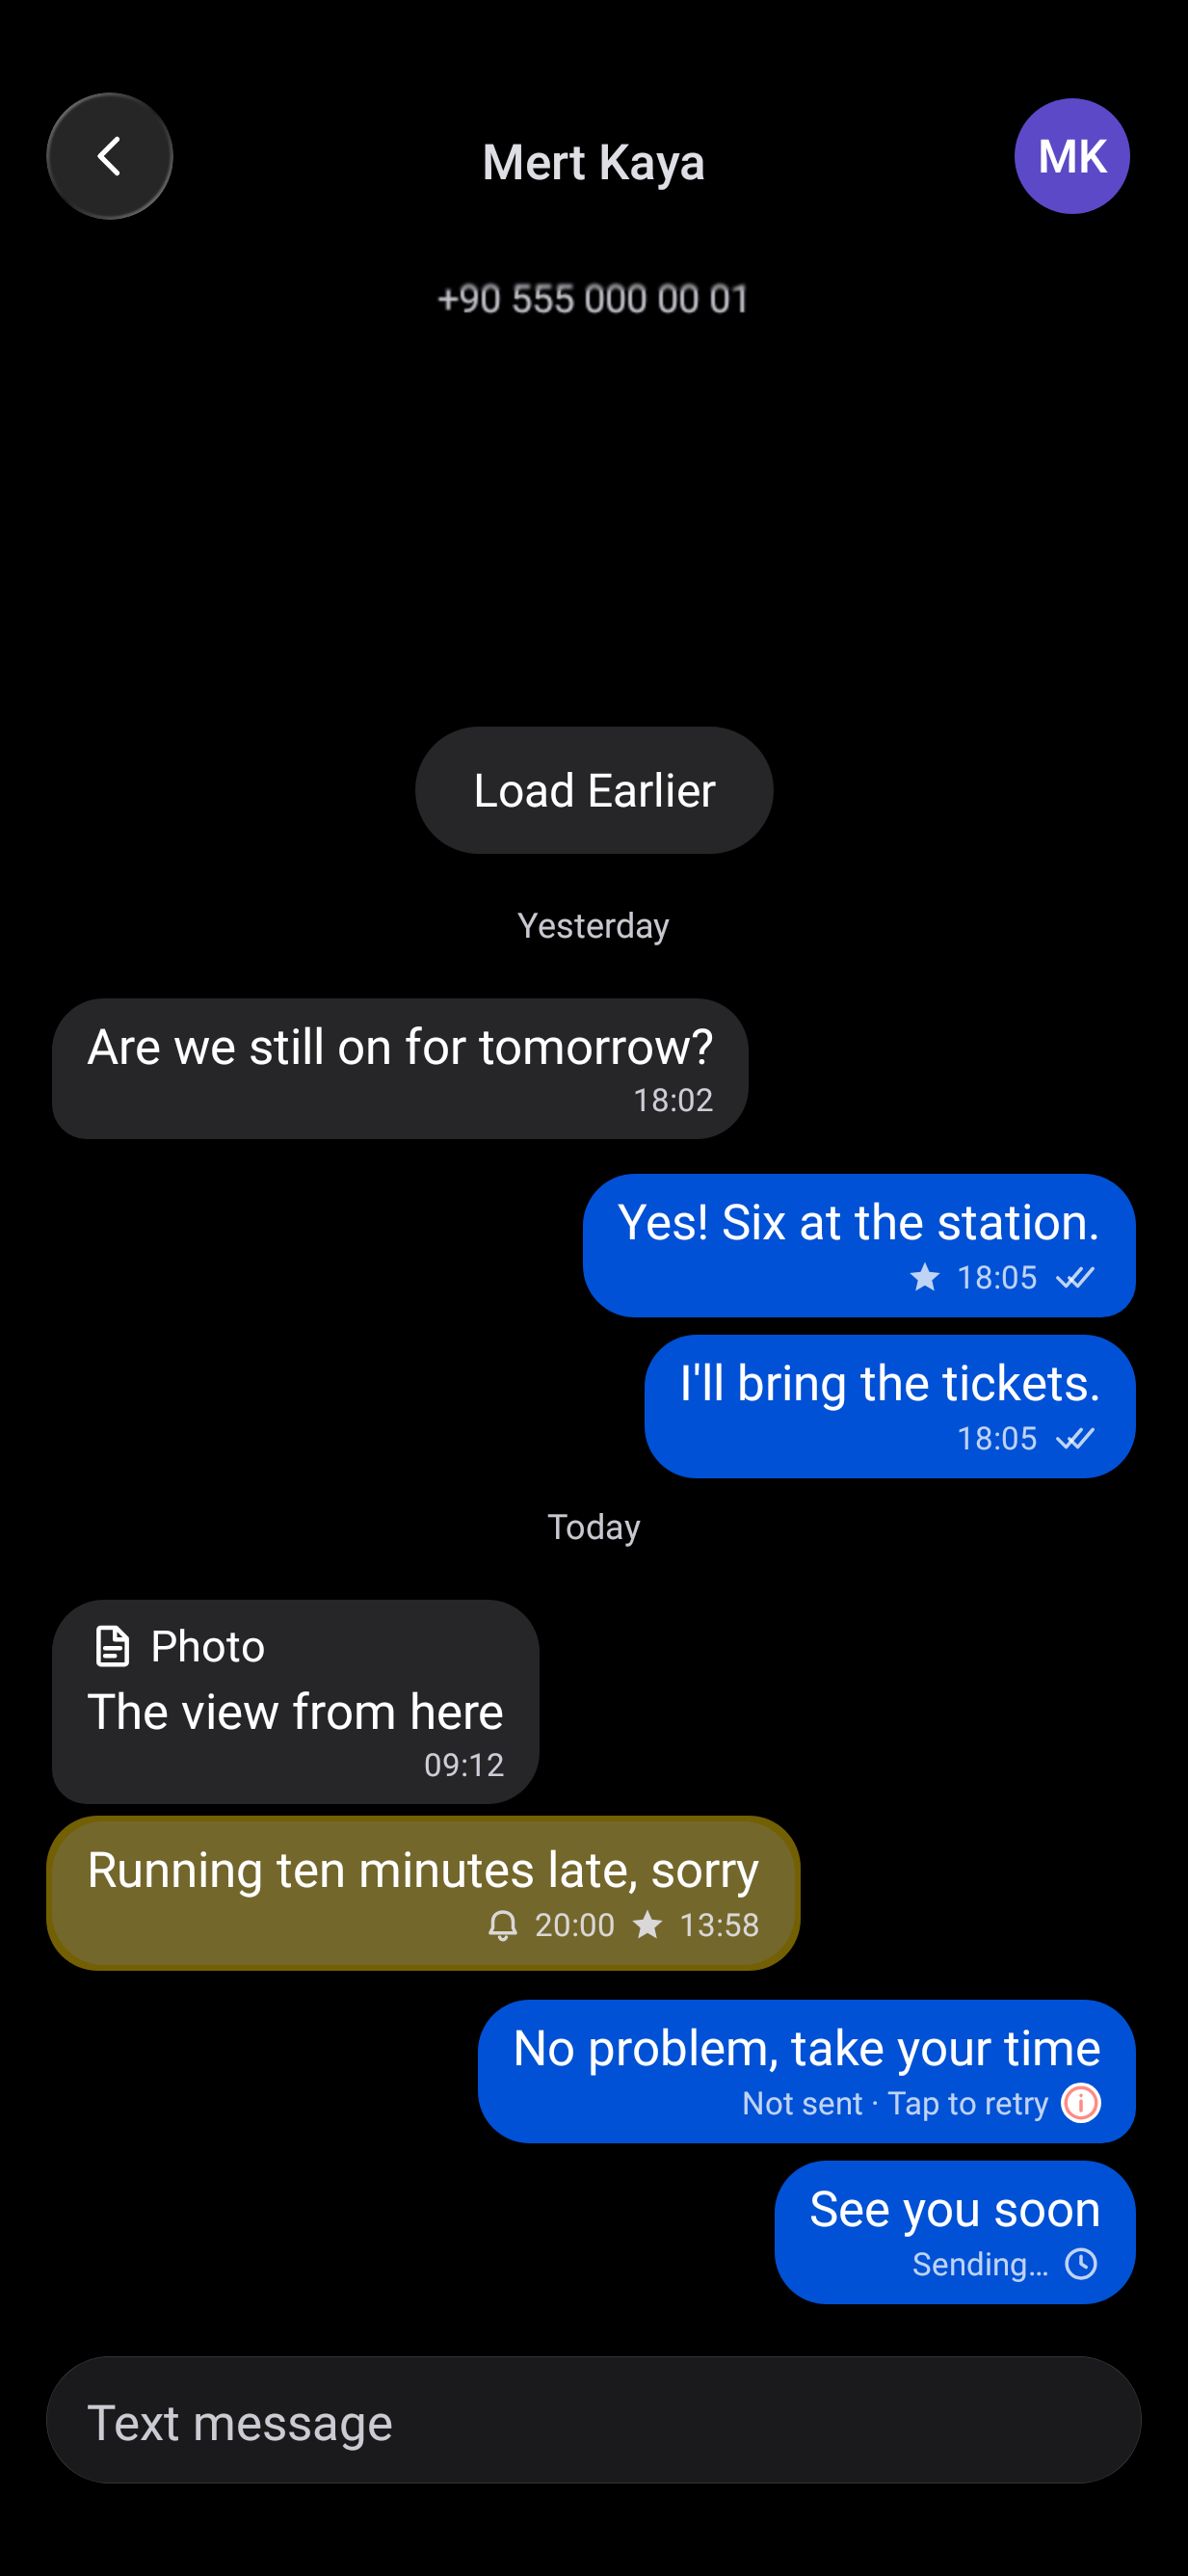 Mert Kaya
MK
+90 555 000 00 01
Load Earlier
Yesterday
Are we still on for tomorrow?
18:02
Yes! Six at the station.
18:05
I'll bring the tickets.
18:05
Today
Photo
The view from here
09:12
Running ten minutes late, sorry
20:00 13:58
No problem, take your time
Not sent · Tap to retry
See you soon
Sending…
Text message